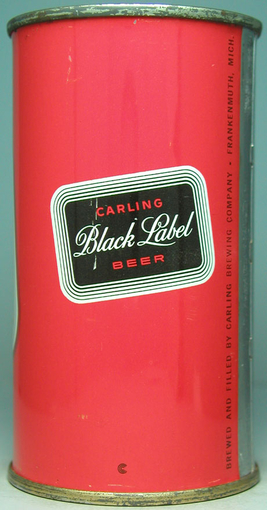 CARLING
Black Label
BEER
BREWED AND FILLED BY CARLING BREWING COMPANY - FRANKENMUTH, MICH.
C